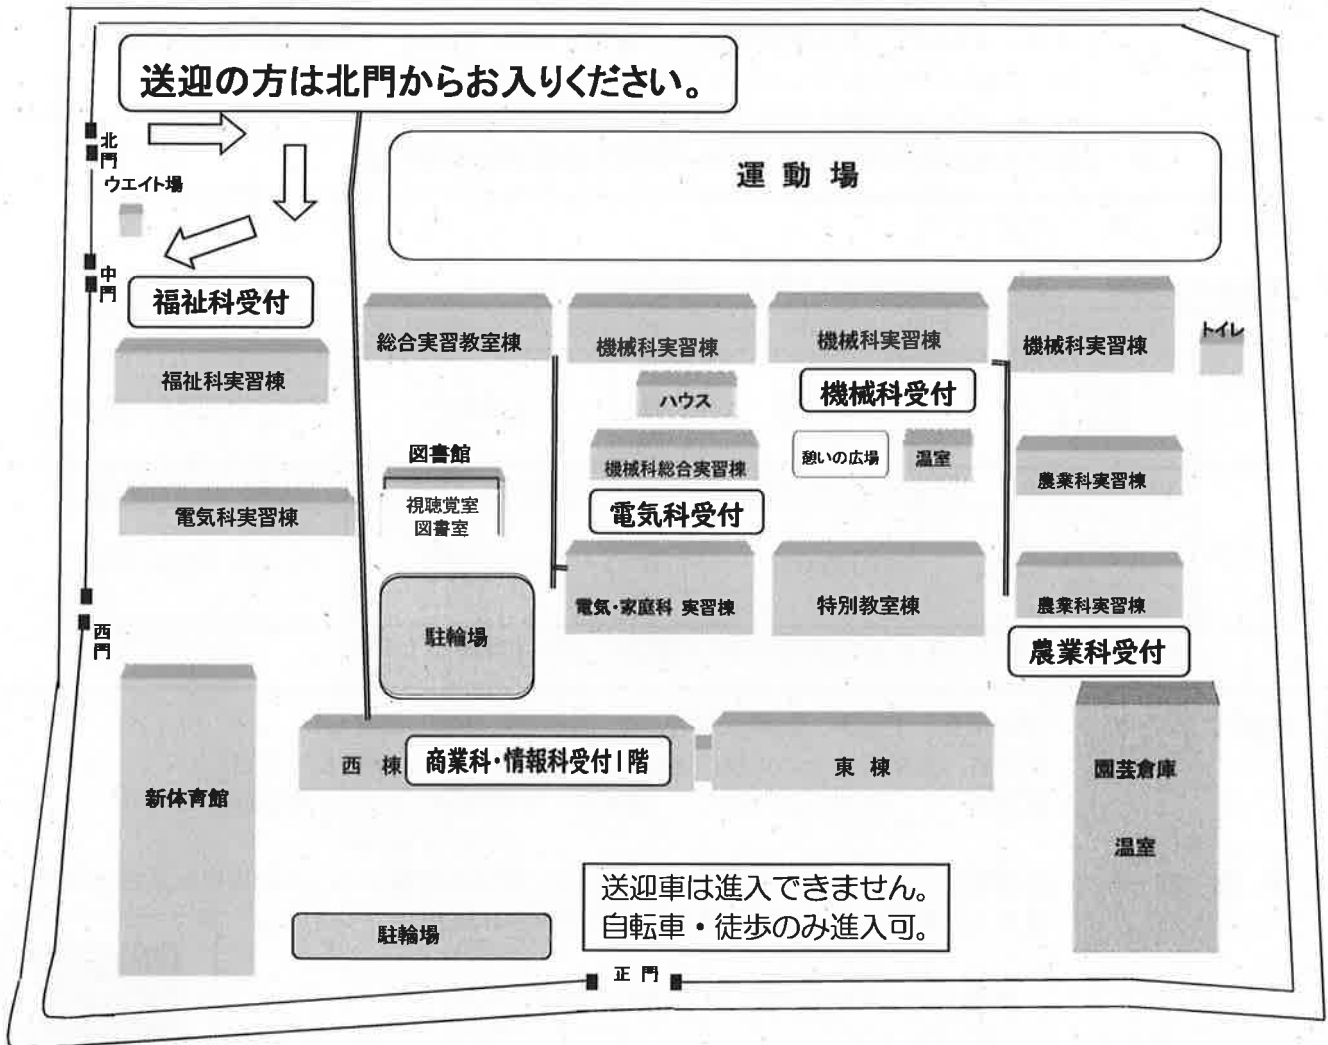 送迎の方は北門からお入りください。
北門
ウエイト場
運動場
中門
福祉科受付
総合実習教室棟
機械科実習棟
機械科実習棟
機械科実習棟
トイレ
福祉科実習棟
ハウス
機械科受付
図書館
機械科総合実習棟
憩いの広場
温室
農業科実習棟
視聴覚室
図書室
電気科実習棟
電気科受付
電気・家庭科 実習棟
特別教室棟
農業科実習棟
西門
駐輪場
農業科受付
西棟
商業科・情報科受付1階
東棟
園芸倉庫
新体育館
温室
送迎車は進入できません。
自転車・徒歩のみ進入可。
駐輪場
正門